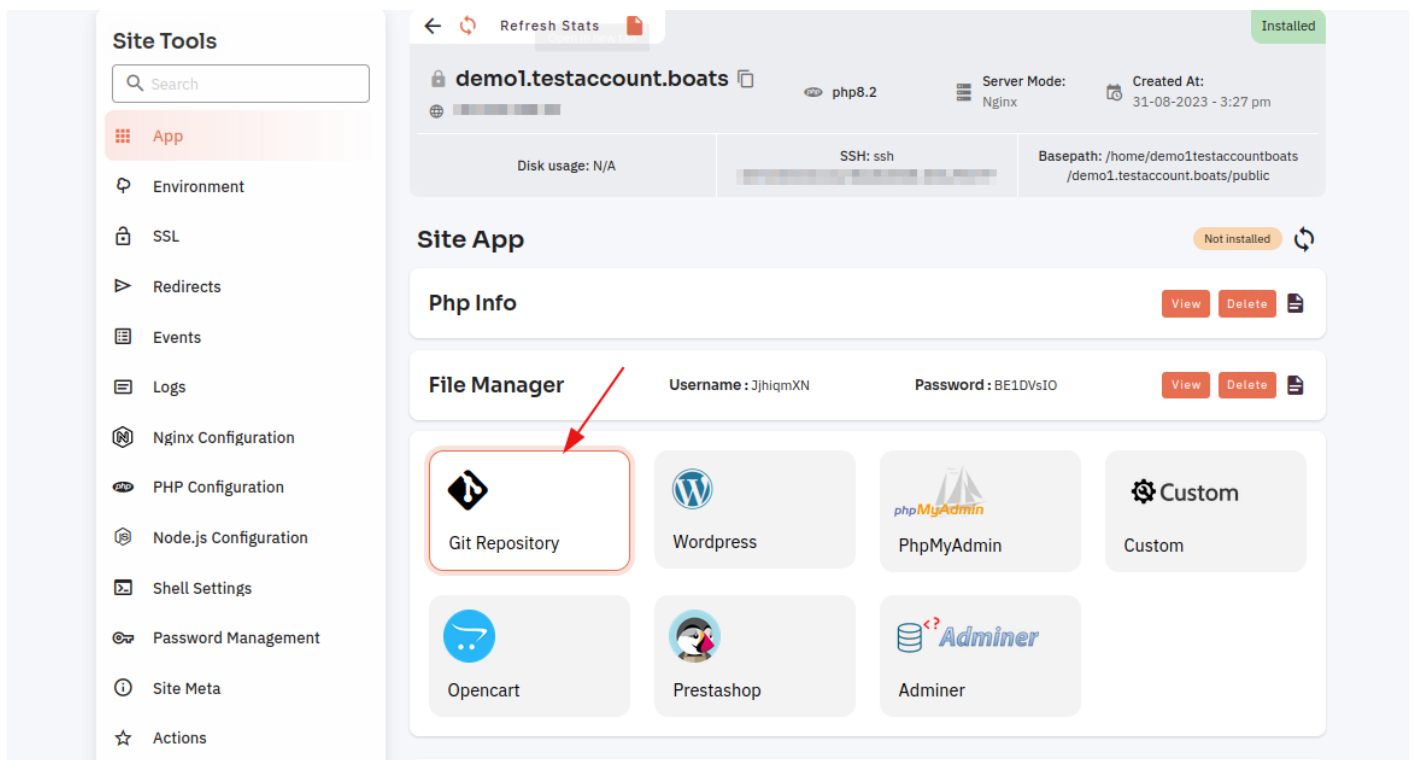 Site Tools
Search
App
Environment
SSL
Redirects
Events
Logs
Nginx Configuration
PHP Configuration
Node.js Configuration
Shell Settings
Password Management
Site Meta
Actions
Refresh Stats
Installed
demo1.testaccount.boats
php php8.2
Server Mode:
Nginx
Created At:
31-08-2023 - 3:27 pm
Disk usage: N/A
SSH: ssh
Basepath: /home/demo1testaccountboats
/demo1.testaccount.boats/public
Site App
Not installed
Php Info
View Delete
File Manager Username : JjhiqmXN Password : BE1DVsIO View Delete
Git Repository
Wordpress
phpMyAdmin
PhpMyAdmin
Custom
Custom
Opencart
Prestashop
Adminer
Adminer